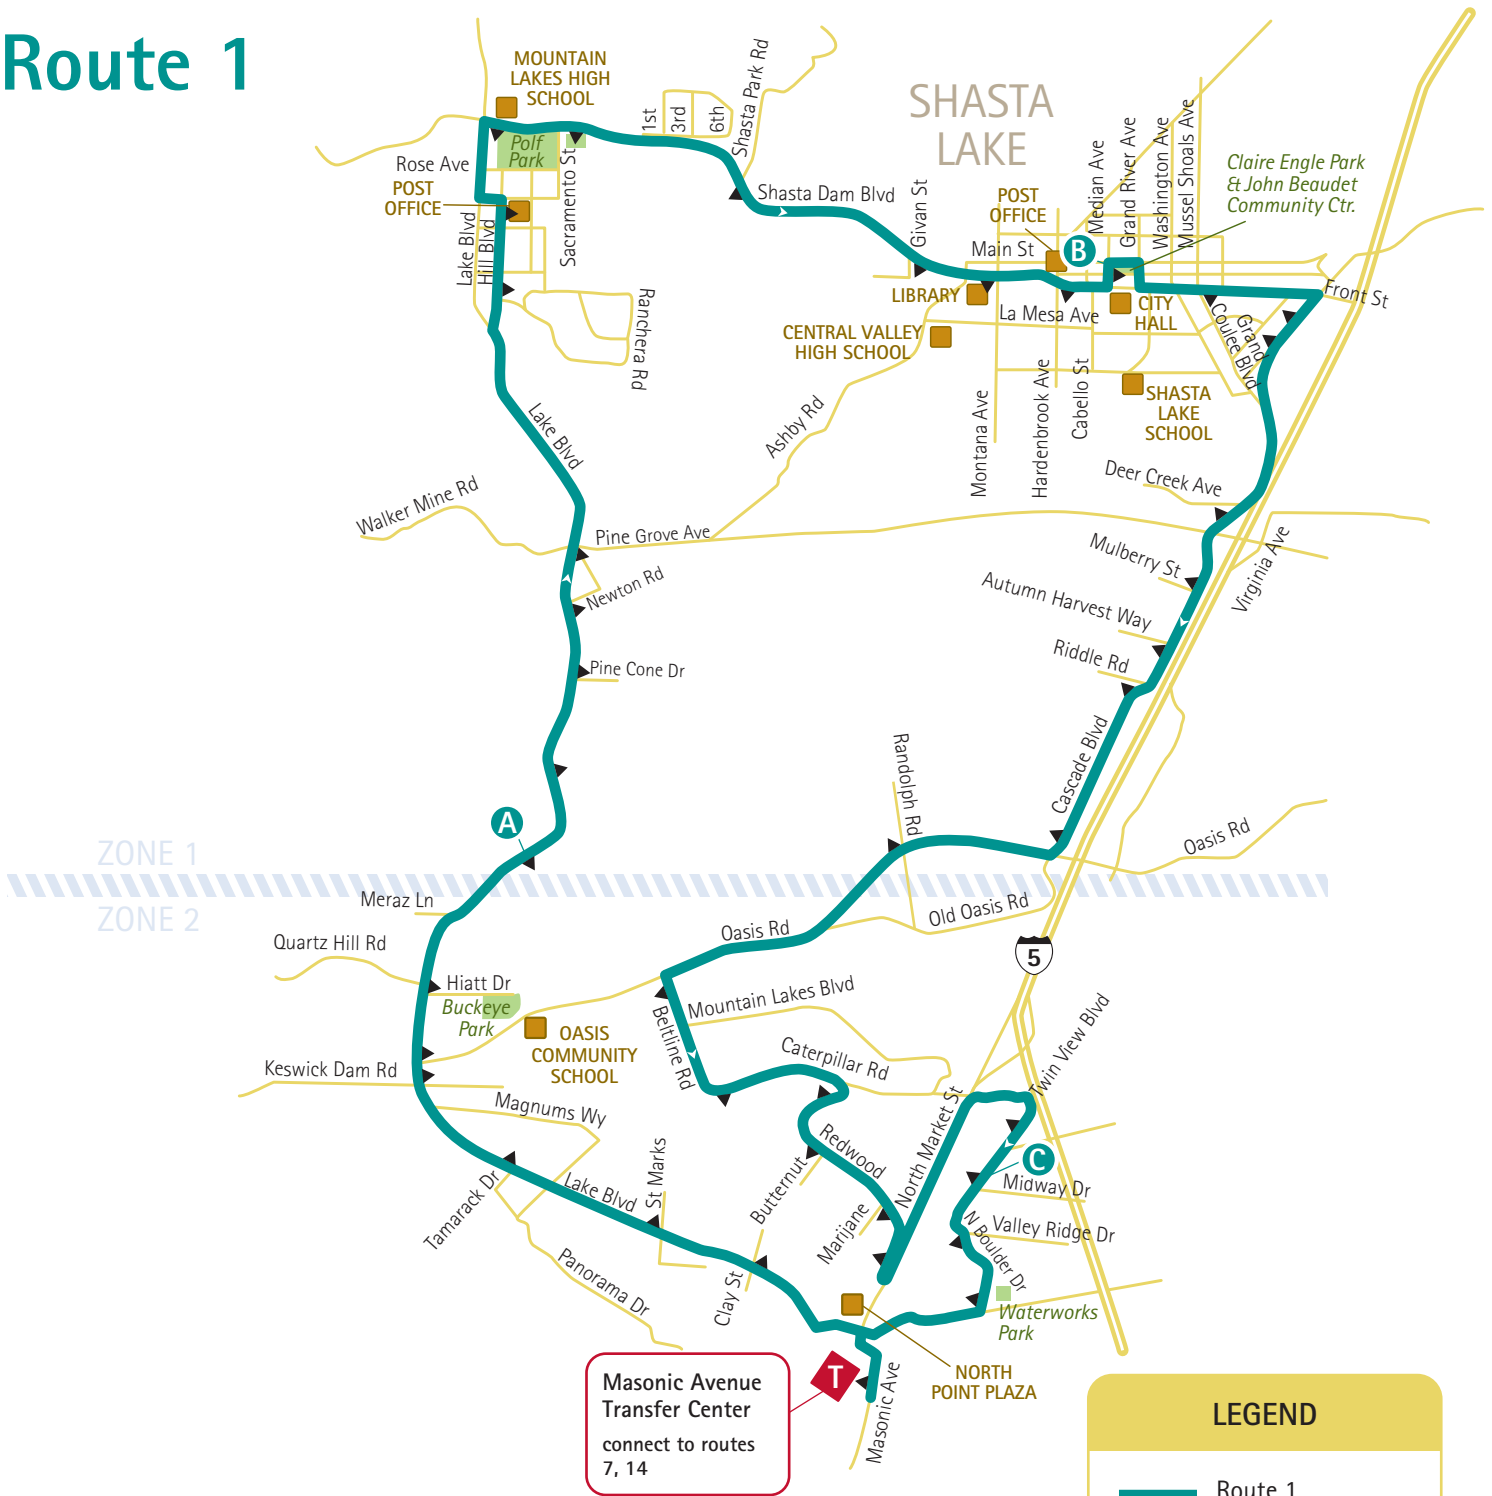 Route 1
MOUNTAIN
LAKES HIGH
SCHOOL
Polf
Park
Rose Ave
POST
OFFICE
Lake Blvd
Hill Blvd
Sacramento St
1st
3rd
6th
Shasta Park Rd
Shasta Dam Blvd
SHASTA
LAKE
Givan St
POST
OFFICE
Main St
B
Median Ave
Grand River Ave
Washington Ave
Mussel Shoals Ave
Claire Engle Park
& John Beaudet
Community Ctr.
LIBRARY
La Mesa Ave
CITY
HALL
Front St
Grand
Coulee Blvd
CENTRAL VALLEY
HIGH SCHOOL
SHASTA
LAKE
SCHOOL
Montana Ave
Hardenbrook Ave
Cabello St
Ashby Rd
Ranchera Rd
Lake Blvd
Walker Mine Rd
Pine Grove Ave
Newton Rd
Pine Cone Dr
Deer Creek Ave
Mulberry St
Autumn Harvest Way
Riddle Rd
Virginia Ave
Cascade Blvd
Randolph Rd
Oasis Rd
A
ZONE 1
ZONE 2
Meraz Ln
Quartz Hill Rd
Hiatt Dr
Buckeye
Park
OASIS
COMMUNITY
SCHOOL
Keswick Dam Rd
Magnums Wy
Oasis Rd
Old Oasis Rd
5
Mountain Lakes Blvd
Beltline Rd
Caterpillar Rd
Twin View Blvd
North Market St
Redwood
Butternut
Marijane
C
Midway Dr
Valley Ridge Dr
N Boulder Dr
Waterworks
Park
Tamarack Dr
Lake Blvd
St Marks
Panorama Dr
Clay St
NORTH
POINT PLAZA
T
Masonic Ave
Masonic Avenue
Transfer Center
connect to routes
7, 14
LEGEND
Route 1